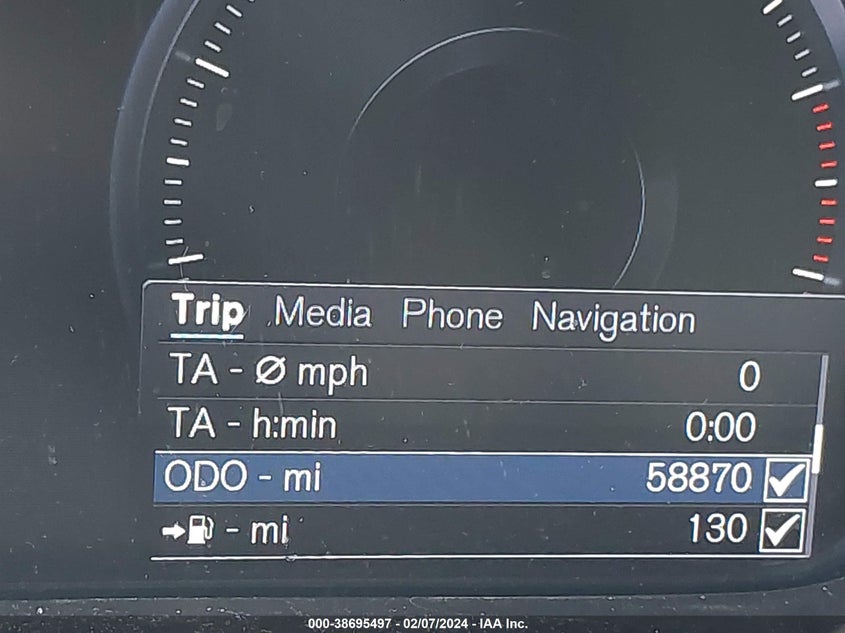 Trip Media Phone Navigation
TA - Ø mph 0
TA - h:min 0:00
ODO - mi 58870
- mi 130
000-38695497 - 02/07/2024 - IAA Inc.